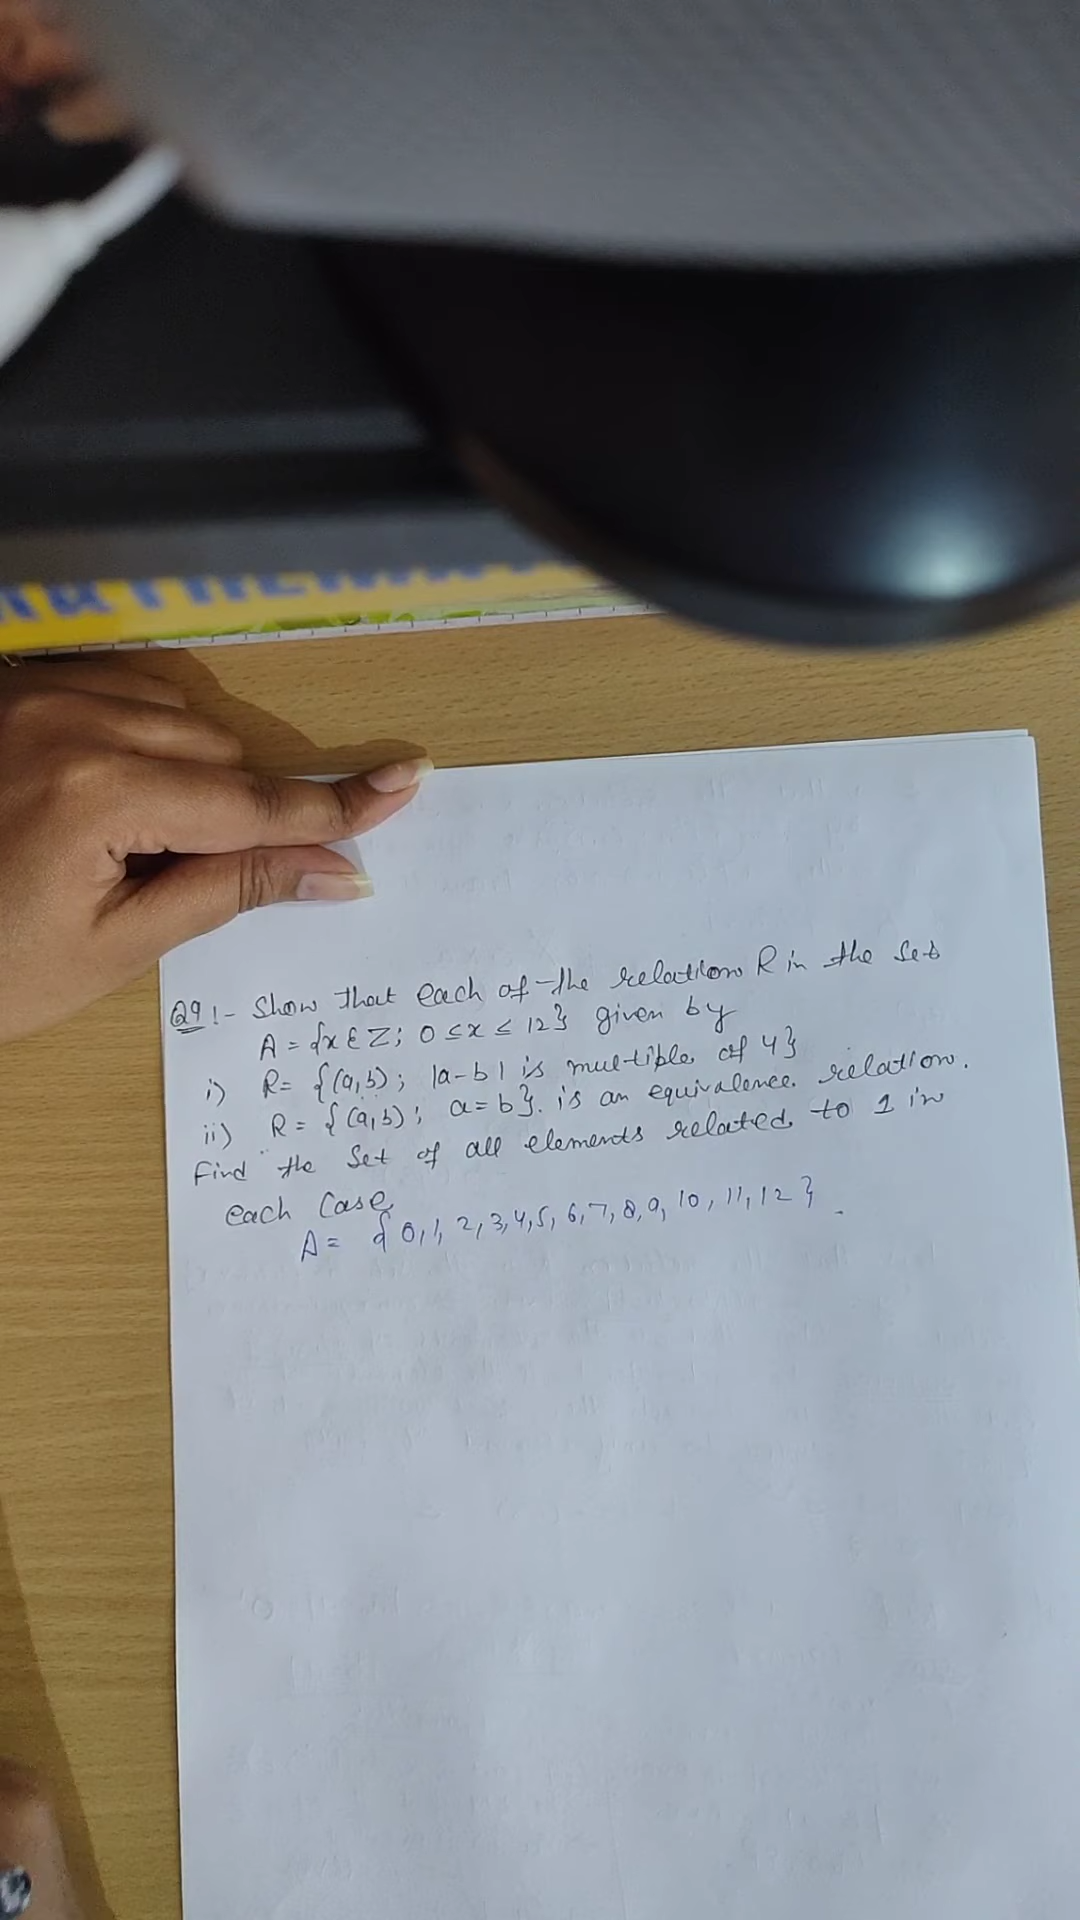 Q9:- Show that each of the relation R in the Set
A = {x ∈ Z; 0 ≤ x ≤ 12} given by
i) R = {(a,b); |a-b| is multible of 4}
ii) R = {(a,b); a = b}. is an equivalence relation.
Find the Set of all elements related to 1 in
each Case.
A = {0,1,2,3,4,5,6,7,8,9,10,11,12}.